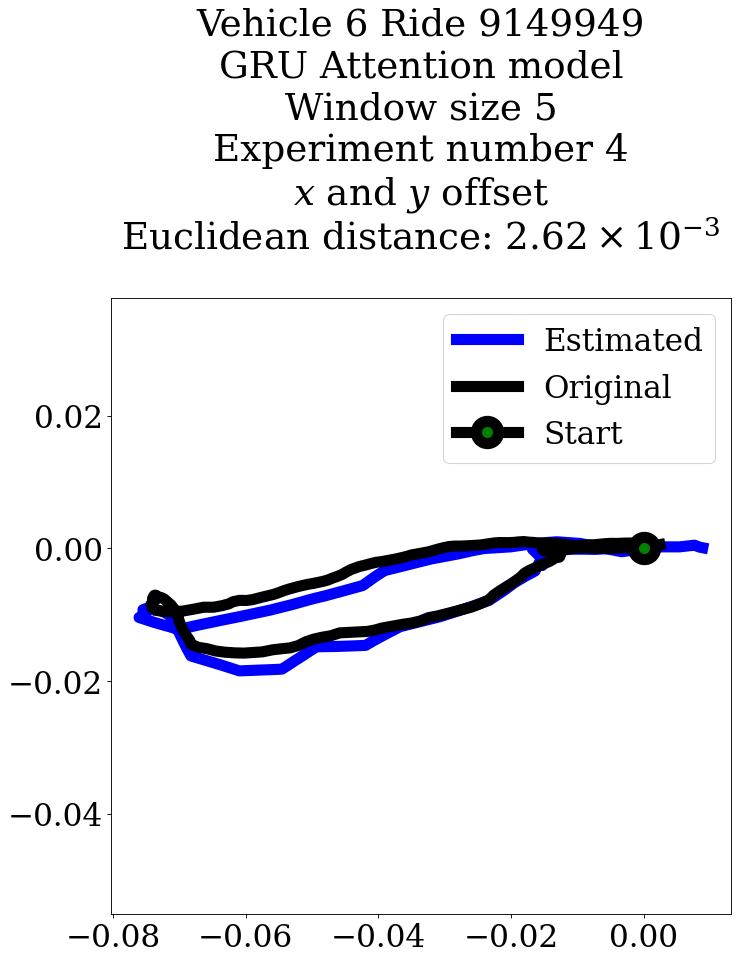 Vehicle 6 Ride 9149949
GRU Attention model
Window size 5
Experiment number 4
x and y offset
Euclidean distance: 2.62 × 10⁻³
Estimated
Original
Start
0.02
0.00
−0.02
−0.04
−0.08
−0.06
−0.04
−0.02
0.00